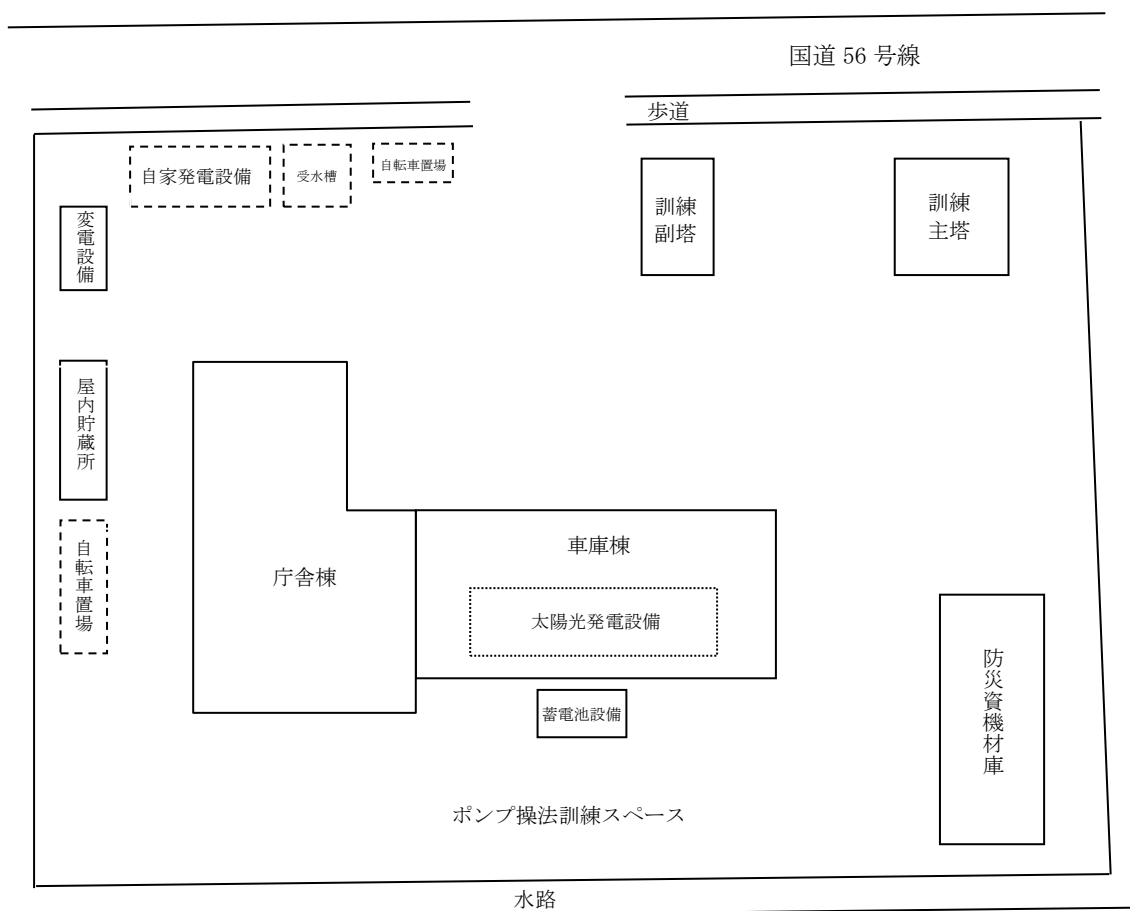 国道 56 号線
歩道
自家発電設備
受水槽
自転車置場
訓練
副塔
訓練
主塔
変電設備
屋内貯蔵所
自転車置場
庁舎棟
車庫棟
太陽光発電設備
蓄電池設備
防災資機材庫
ポンプ操法訓練スペース
水路